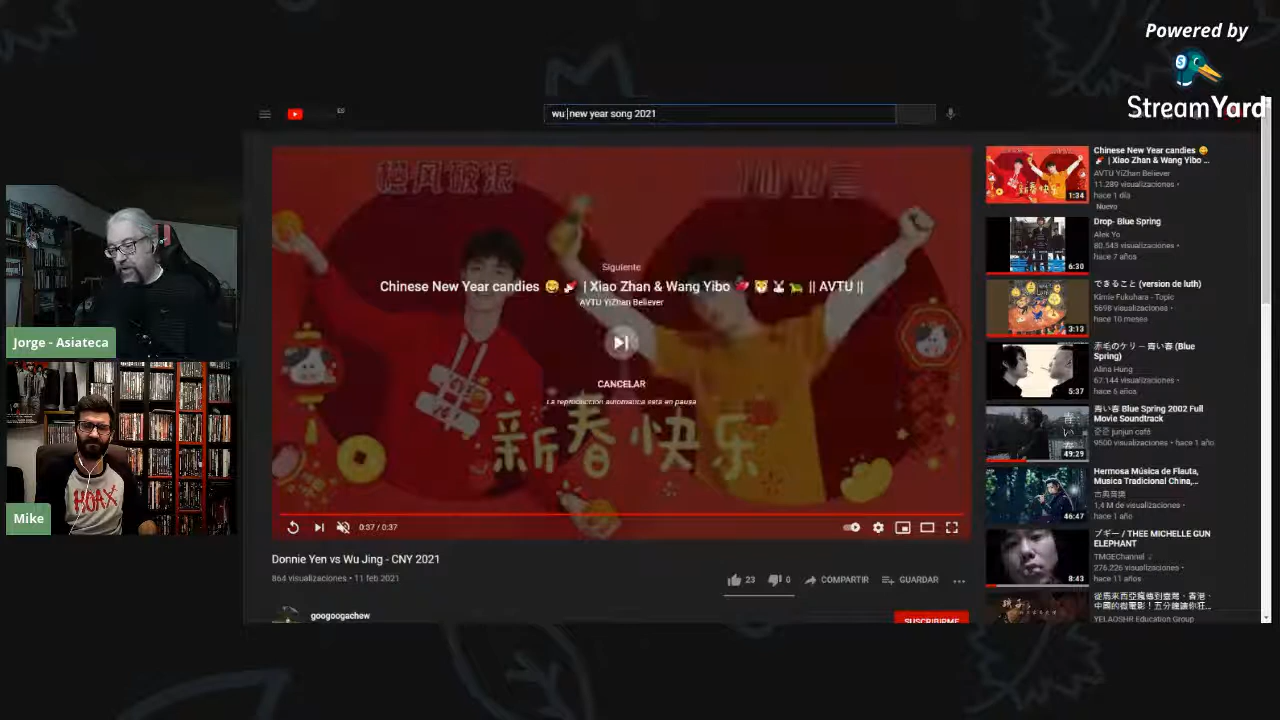 Powered by
StreamYard
ES
wu new year song 2021
Siguiente
Chinese New Year candies 😄 🍬 | Xiao Zhan & Wang Yibo
AVTU YiZhan Believer
CANCELAR
La reproducción automática está en pausa
新春快乐
0:37 / 0:37
Donnie Yen vs Wu Jing - CNY 2021
864 visualizaciones • 11 feb 2021
23
0
COMPARTIR
GUARDAR
googoogachew
SUSCRIBIRME
Chinese New Year candies 😄
🍬 | Xiao Zhan & Wang Yibo ...
AVTU YiZhan Believer
11.289 visualizaciones •
hace 1 día
Nuevo
1:34
Drop- Blue Spring
Alek Yo
80.543 visualizaciones •
hace 7 años
6:30
できること (version de luth)
Kimie Fukuhara - Topic
5698 visualizaciones •
hace 10 meses
3:13
赤毛のケリ – 青い春 (Blue
Spring)
Alina Hung
67.144 visualizaciones •
hace 6 años
5:37
青い春 Blue Spring 2002 Full
Movie Soundtrack
준준 junjun café
9500 visualizaciones • hace 1 año
49:29
Hermosa Música de Flauta,
Musica Tradicional China,...
1,4 M de visualizaciones •
hace 1 año
46:47
ブギー / THEE MICHELLE GUN
ELEPHANT
TMGEChannel ♪
276.226 visualizaciones •
hace 11 años
8:43
YELAOSHR Education Group
Jorge - Asiateca
HOAX
Mike